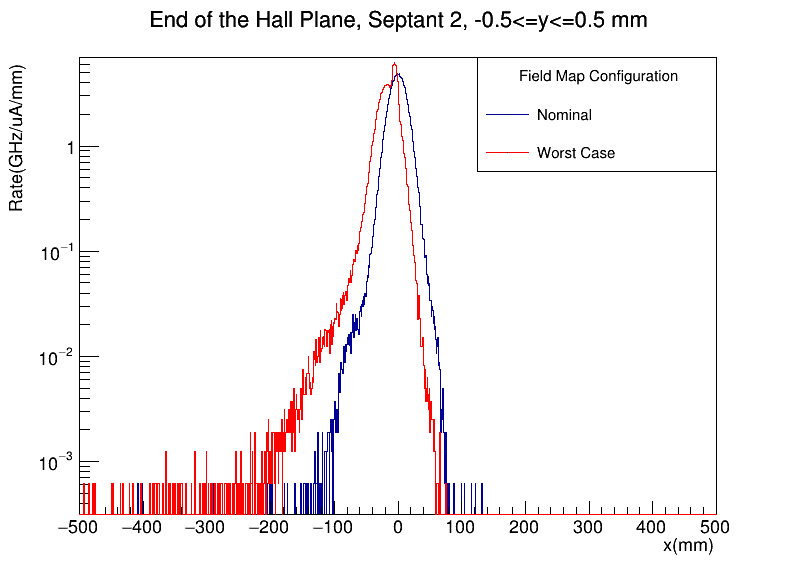 End of the Hall Plane, Septant 2, -0.5<=y<=0.5 mm
Rate(GHz/uA/mm)
Field Map Configuration
Nominal
Worst Case
1
10⁻¹
10⁻²
10⁻³
−500 −400 −300 −200 −100 0 100 200 300 400 500
x(mm)